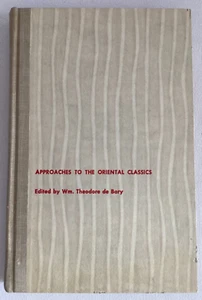 APPROACHES TO THE ORIENTAL CLASSICS
Edited by Wm. Theodore de Bary